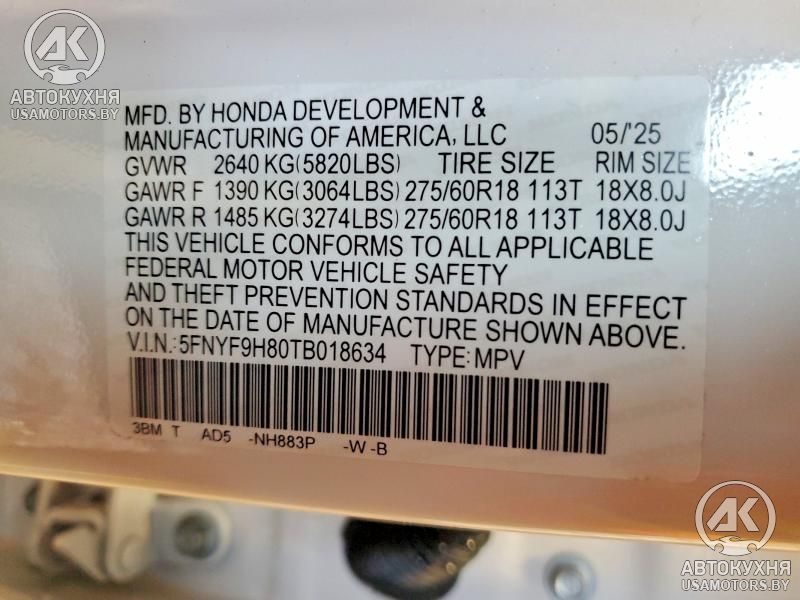 АК
АВТОКУХНЯ
USAMOTORS.BY
MFD. BY HONDA DEVELOPMENT &
MANUFACTURING OF AMERICA, LLC 05/'25
GVWR 2640 KG(5820LBS) TIRE SIZE RIM SIZE
GAWR F 1390 KG(3064LBS) 275/60R18 113T 18X8.0J
GAWR R 1485 KG(3274LBS) 275/60R18 113T 18X8.0J
THIS VEHICLE CONFORMS TO ALL APPLICABLE
FEDERAL MOTOR VEHICLE SAFETY
AND THEFT PREVENTION STANDARDS IN EFFECT
ON THE DATE OF MANUFACTURE SHOWN ABOVE.
V.I.N.: 5FNYF9H80TB018634 TYPE: MPV
3BM T AD5 -NH883P -W -B
АК
АВТОКУХНЯ
USAMOTORS.BY